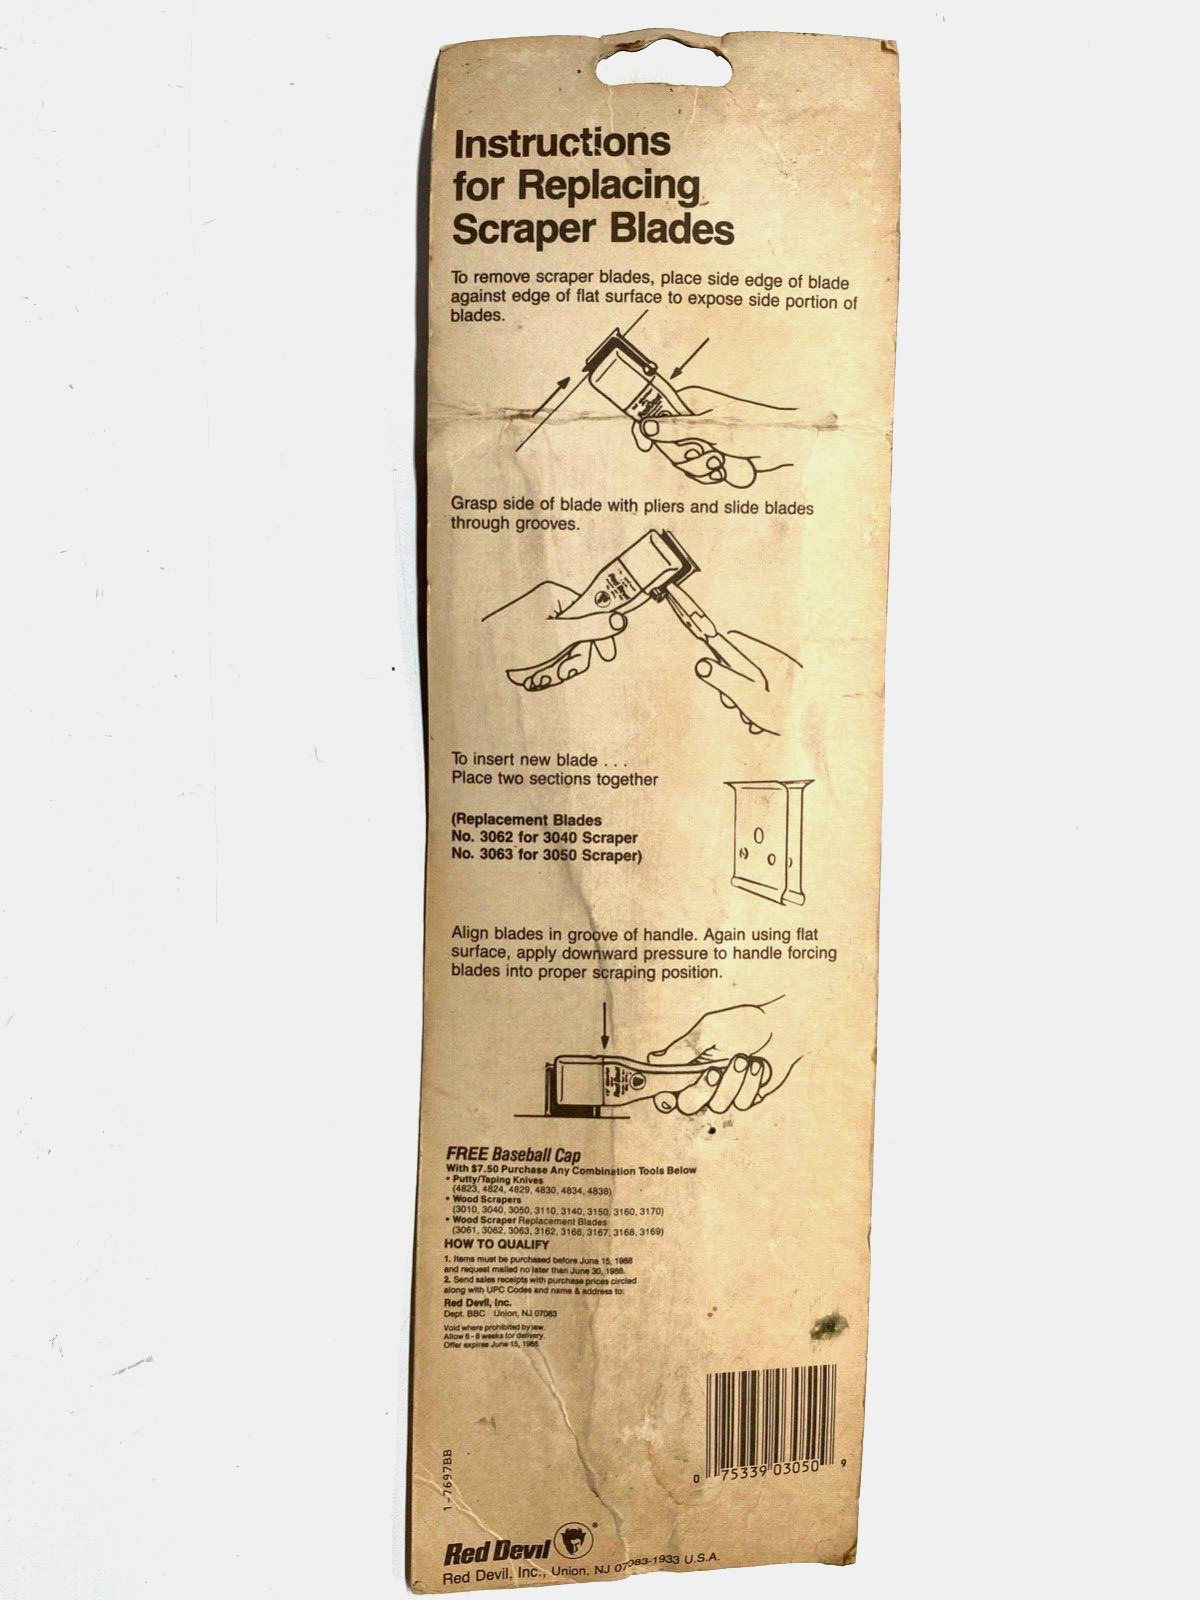 Instructions
for Replacing
Scraper Blades
To remove scraper blades, place side edge of blade
against edge of flat surface to expose side portion of
blades.
Grasp side of blade with pliers and slide blades
through grooves.
To insert new blade . . .
Place two sections together
(Replacement Blades
No. 3062 for 3040 Scraper
No. 3063 for 3050 Scraper)
Align blades in groove of handle. Again using flat
surface, apply downward pressure to handle forcing
blades into proper scraping position.
FREE Baseball Cap
With $7.50 Purchase Any Combination Tools Below
• Putty/Taping Knives
(4823, 4824, 4829, 4830, 4834, 4838)
• Wood Scrapers
(3010, 3040, 3050, 3110, 3140, 3150, 3160, 3170)
• Wood Scraper Replacement Blades
(3061, 3062, 3063, 3162, 3166, 3167, 3168, 3169)
HOW TO QUALIFY
1. Items must be purchased before June 15, 1988
and request mailed no later than June 30, 1988.
2. Send sales receipts with purchase prices circled
along with UPC Codes and name & address to:
Red Devil, Inc.
Dept. BBC Union, NJ 07083
Void where prohibited by law.
Allow 6 - 8 weeks for delivery.
Offer expires June 15, 1988
0 75339 03050 9
1-7697BB
Red Devil ®
Red Devil, Inc., Union, NJ 07083-1933 U.S.A.